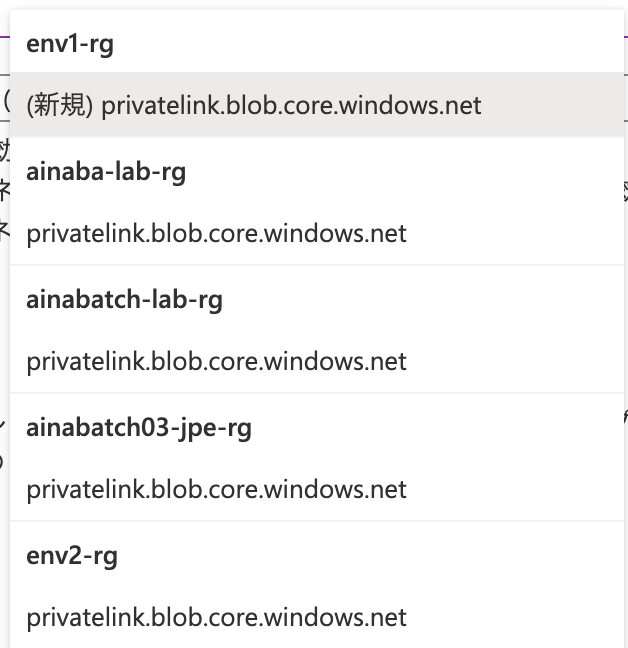 env1-rg
(新規) privatelink.blob.core.windows.net
ainaba-lab-rg
privatelink.blob.core.windows.net
ainabatch-lab-rg
privatelink.blob.core.windows.net
ainabatch03-jpe-rg
privatelink.blob.core.windows.net
env2-rg
privatelink.blob.core.windows.net